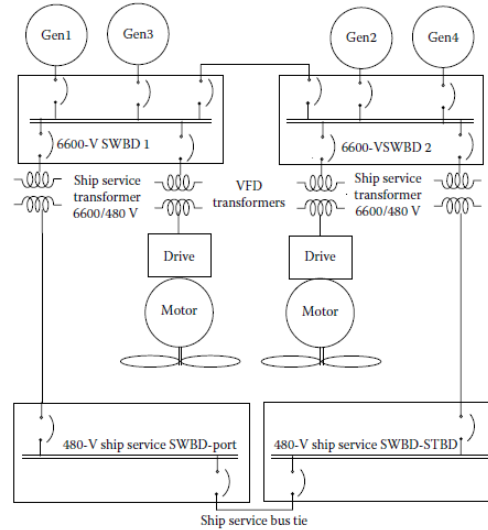 Gen1
Gen3
Gen2
Gen4
6600-V SWBD 1
6600-VSWBD 2
Ship service
transformer
6600/480 V
VFD
transformers
Ship service
transformer
6600/480 V
Drive
Drive
Motor
Motor
480-V ship service SWBD-port
480-V ship service SWBD-STBD
Ship service bus tie